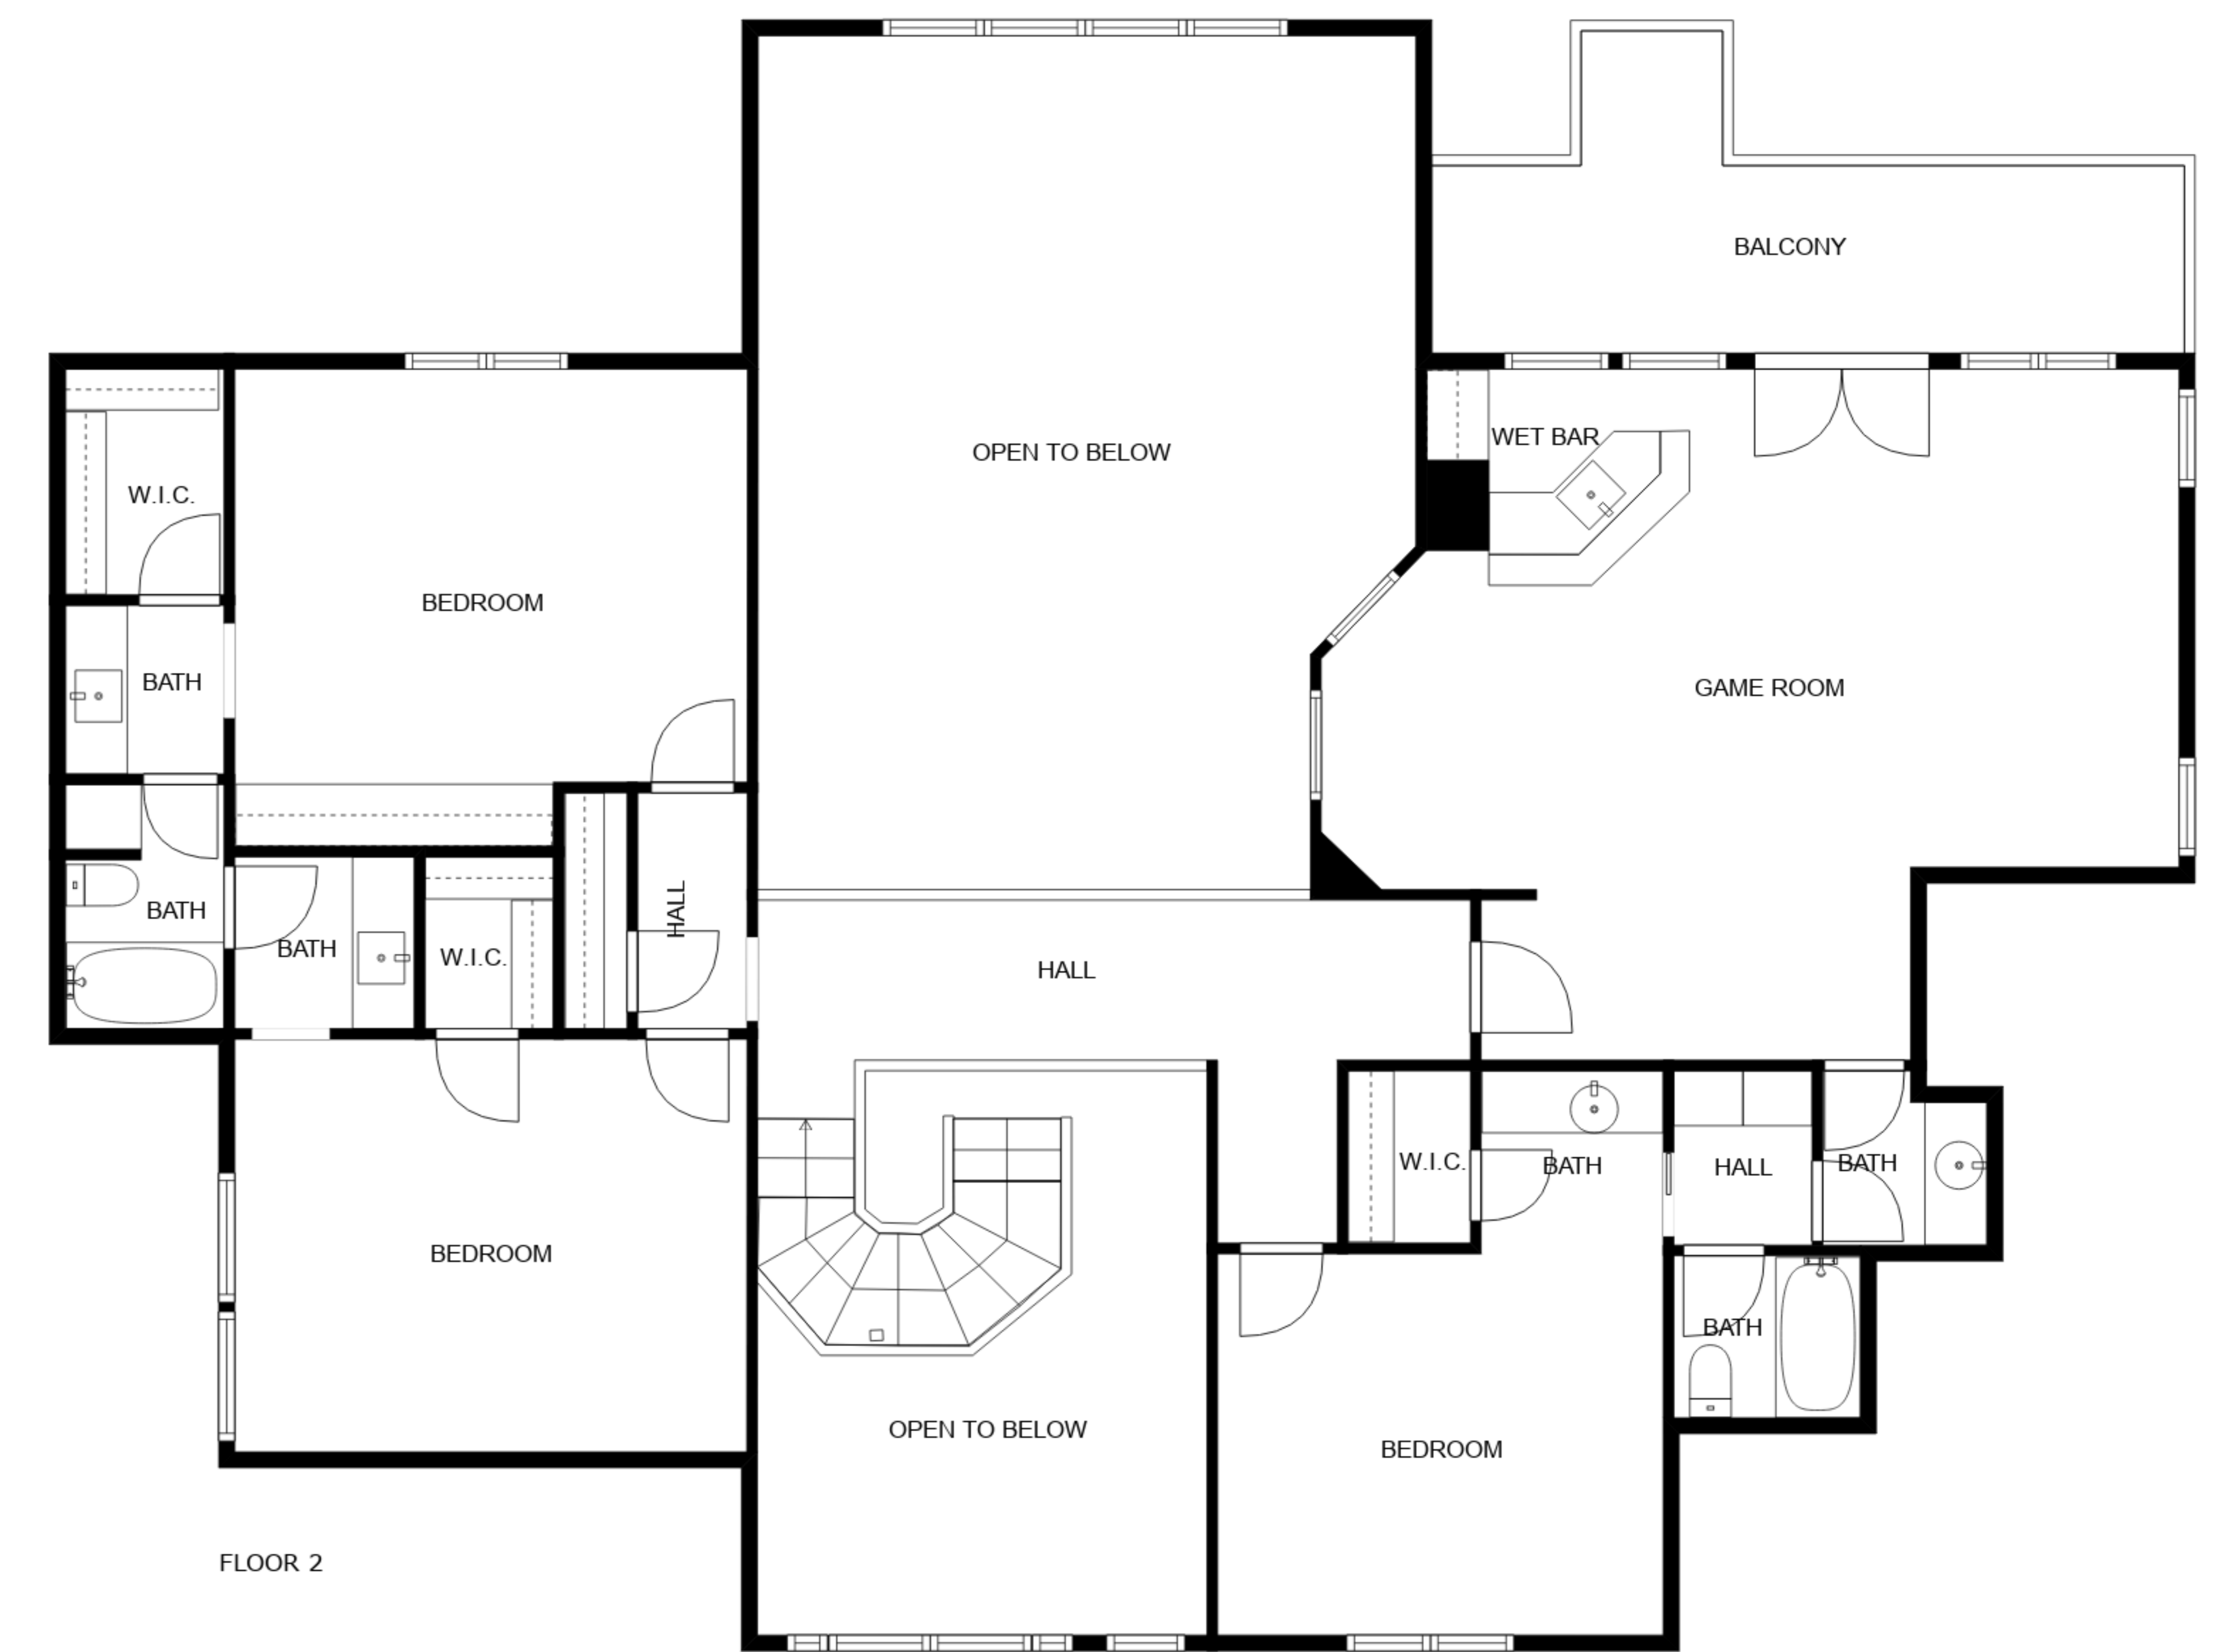 BALCONY
WET BAR
OPEN TO BELOW
W.I.C.
BEDROOM
BATH
GAME ROOM
BATH
HALL
BATH
W.I.C.
HALL
W.I.C.
BATH
HALL
BATH
BEDROOM
BATH
OPEN TO BELOW
BEDROOM
FLOOR 2